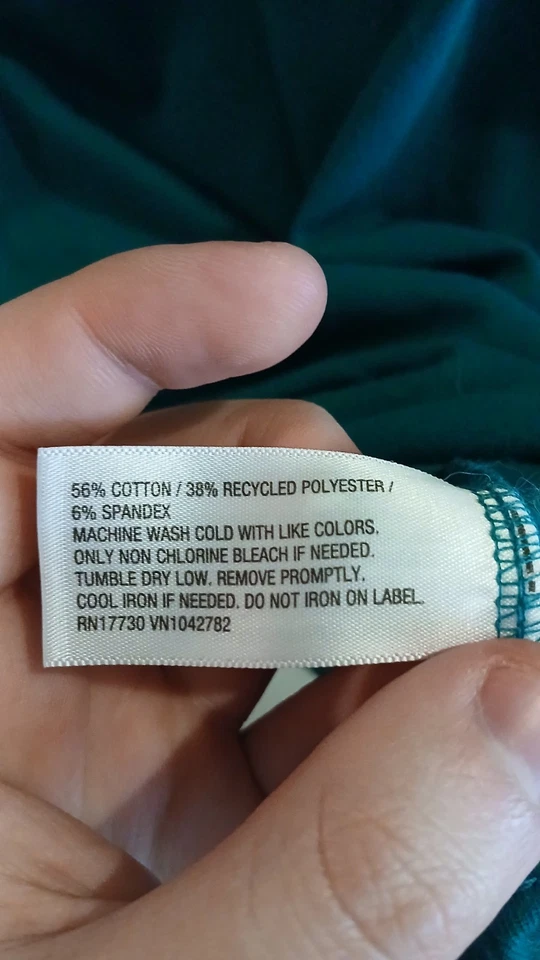 56% COTTON / 38% RECYCLED POLYESTER /
6% SPANDEX
MACHINE WASH COLD WITH LIKE COLORS.
ONLY NON CHLORINE BLEACH IF NEEDED.
TUMBLE DRY LOW. REMOVE PROMPTLY.
COOL IRON IF NEEDED. DO NOT IRON ON LABEL.
RN17730 VN1042782